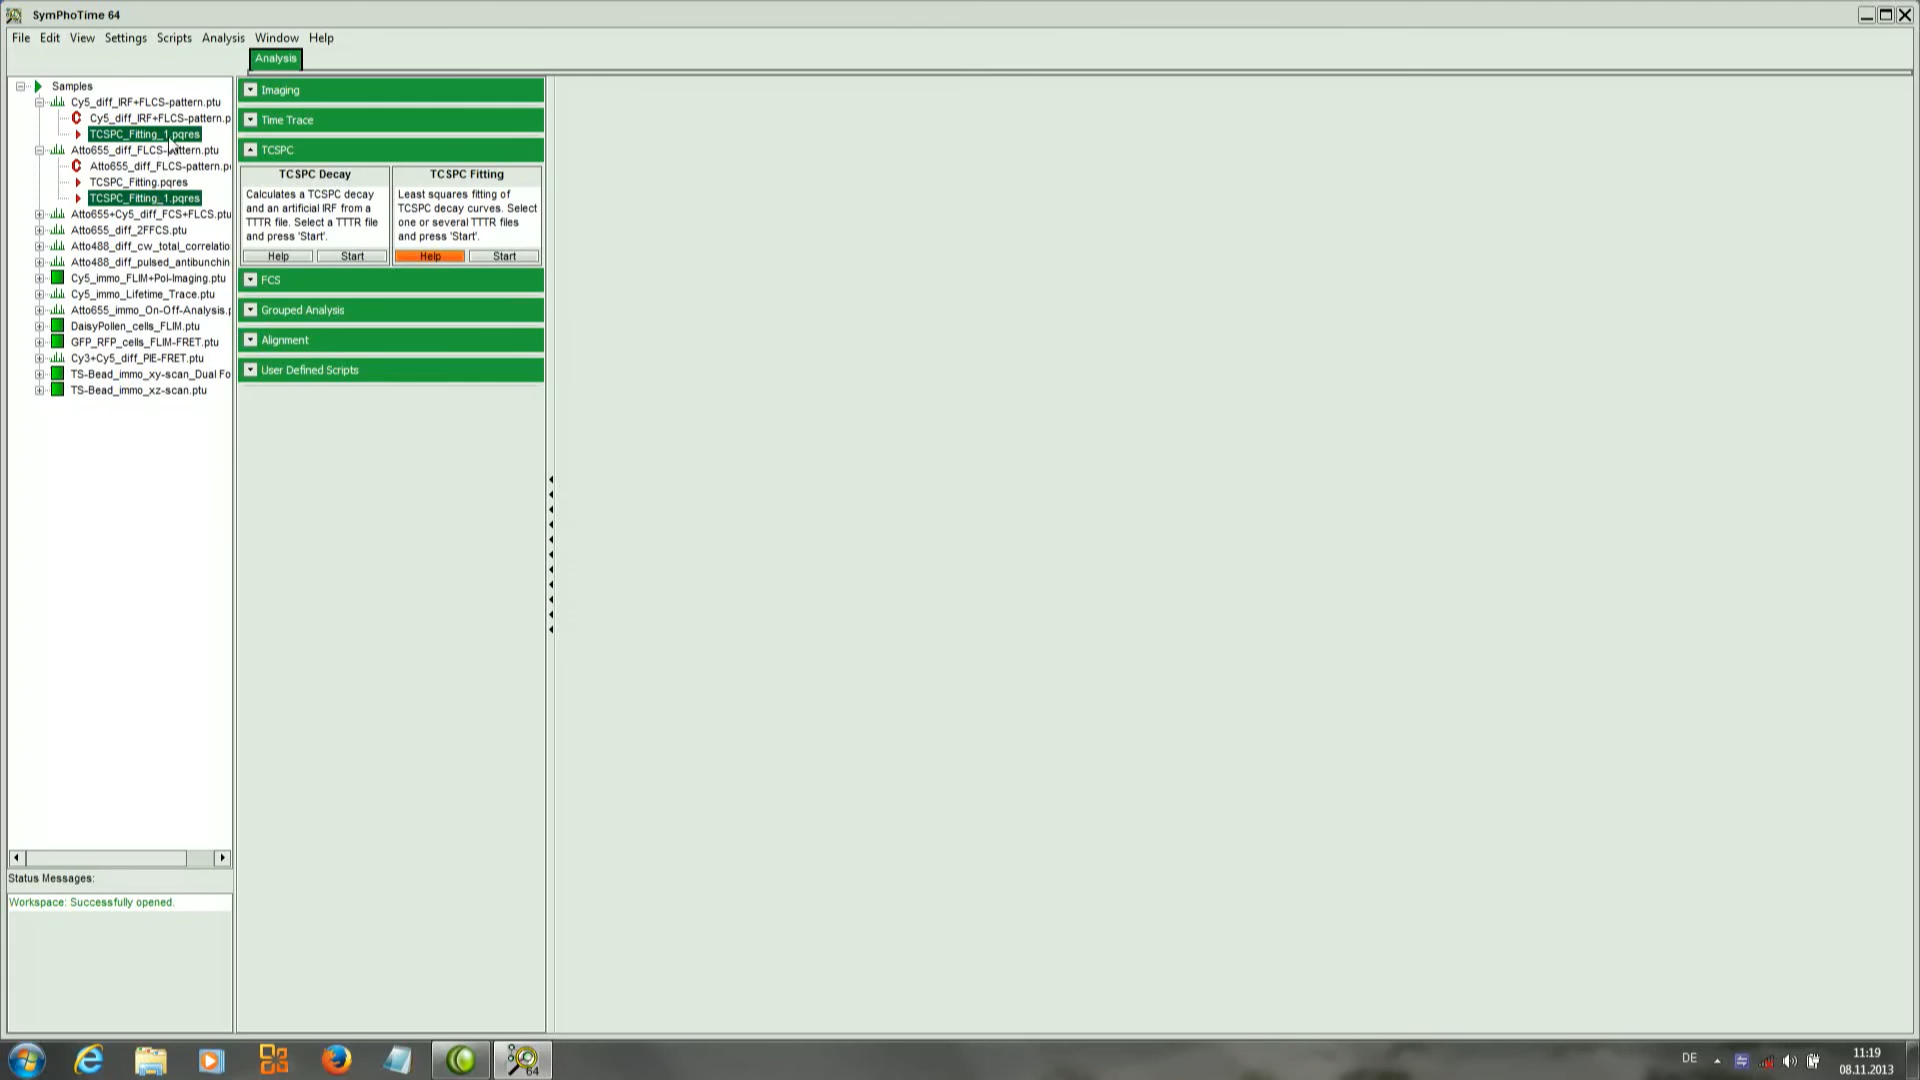 SymPhoTime 64
File Edit View Settings Scripts Analysis Window Help
Analysis
Samples
Cy5_diff_IRF+FLCS-pattern.ptu
Cy5_diff_IRF+FLCS-pattern.p
TCSPC_Fitting_1.pqres
Atto655_diff_FLCS-pattern.ptu
Atto655_diff_FLCS-pattern.p
TCSPC_Fitting.pqres
TCSPC_Fitting_1.pqres
Atto655+Cy5_diff_FCS+FLCS.ptu
Atto655_diff_2FFCS.ptu
Atto488_diff_cw_total_correlatio
Atto488_diff_pulsed_antibunchin
Cy5_immo_FLIM+Pol-Imaging.ptu
Cy5_immo_Lifetime_Trace.ptu
Atto655_immo_On-Off-Analysis.p
DaisyPollen_cells_FLIM.ptu
GFP_RFP_cells_FLIM-FRET.ptu
Cy3+Cy5_diff_PIE-FRET.ptu
TS-Bead_immo_xy-scan_Dual Fo
TS-Bead_immo_xz-scan.ptu
Status Messages:
Workspace: Successfully opened.
Imaging
Time Trace
TCSPC
TCSPC Decay
Calculates a TCSPC decay
and an artificial IRF from a
TTTR file. Select a TTTR file
and press 'Start'.
Help Start
TCSPC Fitting
Least squares fitting of
TCSPC decay curves. Select
one or several TTTR files
and press 'Start'.
Help Start
FCS
Grouped Analysis
Alignment
User Defined Scripts
64
DE
11:19
08.11.2013